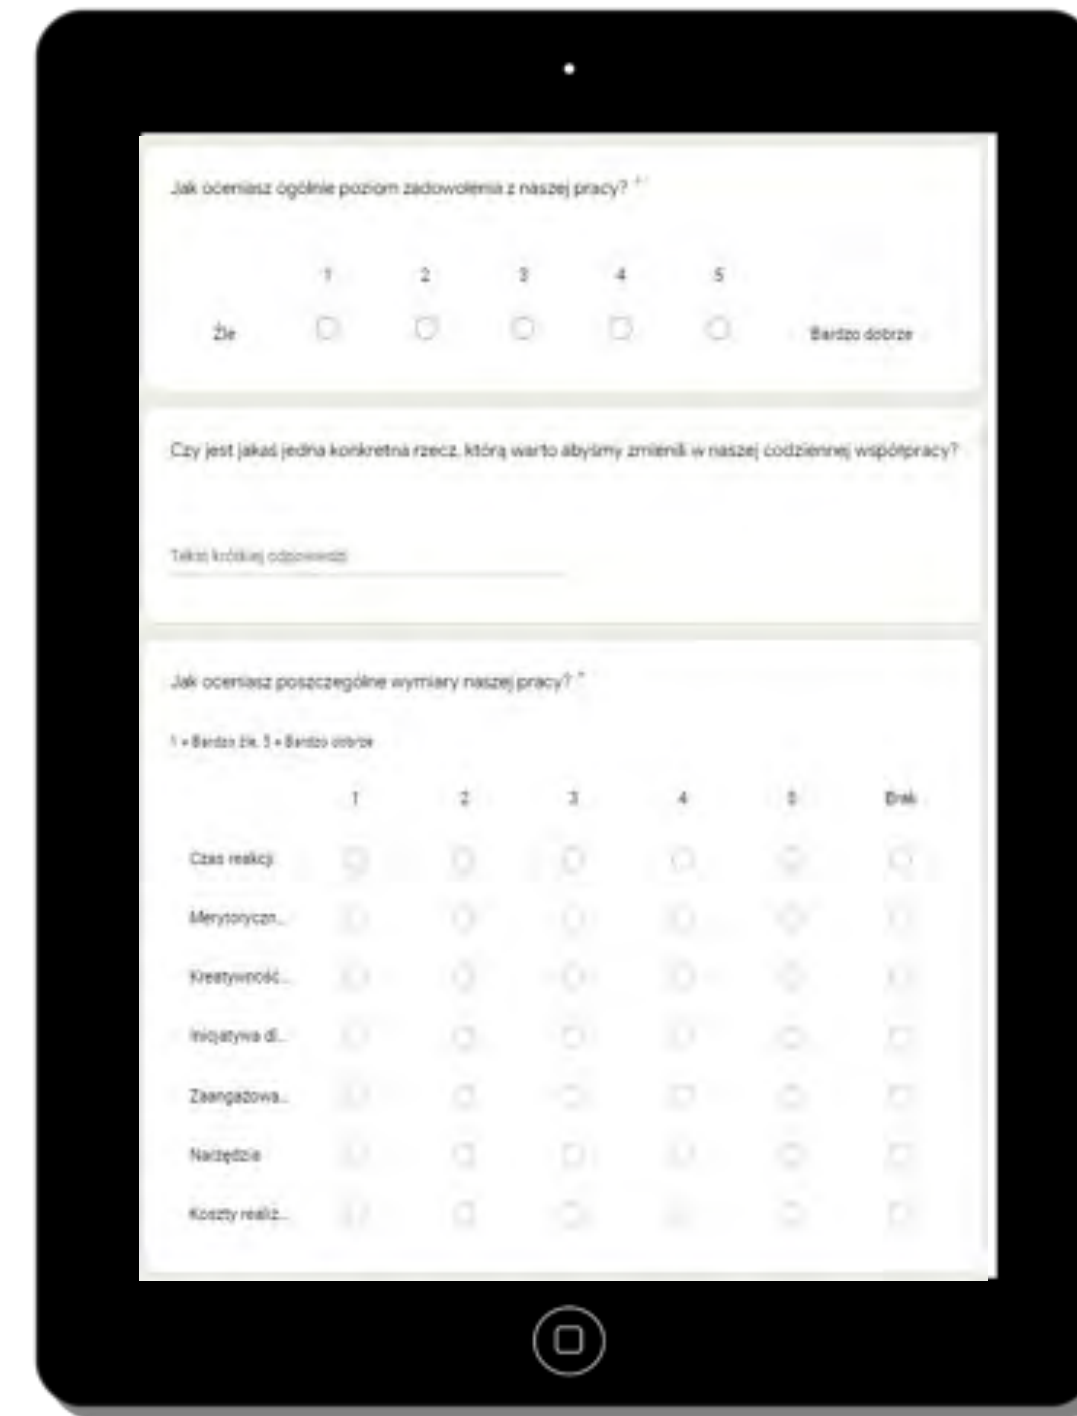 Jak oceniasz ogólnie poziom zadowolenia z naszej pracy? *
1 2 3 4 5
Źle Bardzo dobrze
Czy jest jakaś jedna konkretna rzecz, którą warto abyśmy zmienili w naszej codziennej współpracy?
Tekst krótkiej odpowiedzi
Jak oceniasz poszczególne wymiary naszej pracy? *
1 = Bardzo źle, 5 = Bardzo dobrze
1 2 3 4 5 Brak
Czas reakcji
Merytoryczn...
Kreatywność...
Inicjatywa dl...
Zaangażowa...
Narzędzia
Koszty realiz...